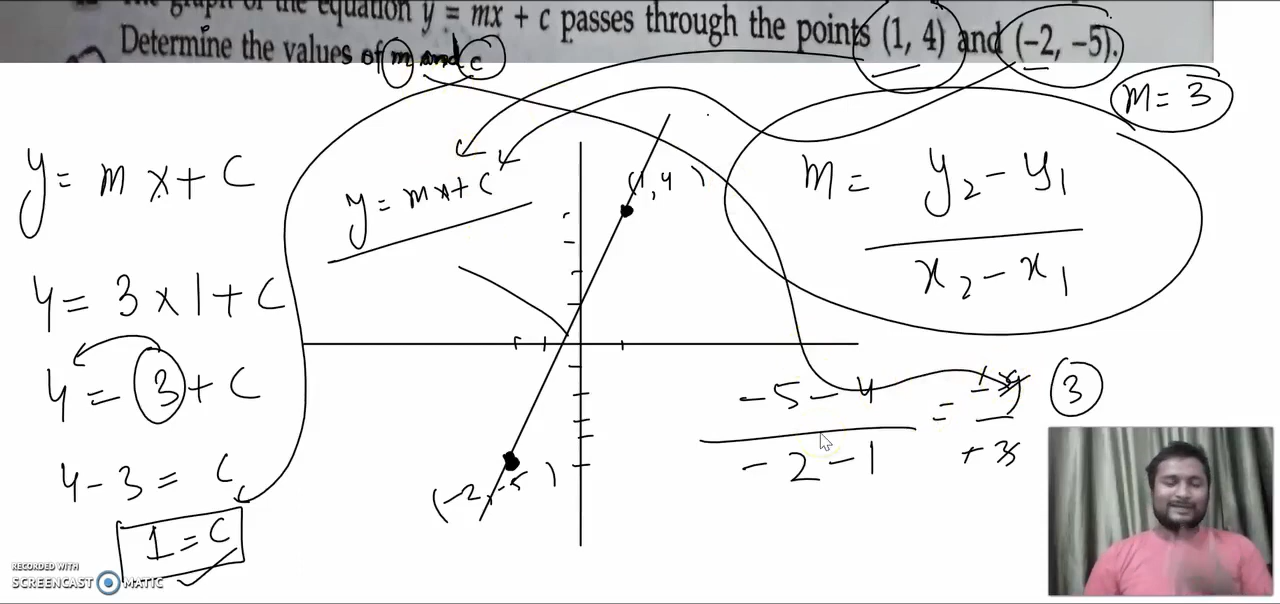 The graph of the equation y = mx + c passes through the points (1, 4) and (-2, -5).
Determine the values of m and c
m = 3
y = mx + c
y = mx + c
(1, 4)
m = y₂ - y₁ / x₂ - x₁
4 = 3 x 1 + c
4 = 3 + c
4 - 3 = c
1 = c
(-2, -5)
-5 - 4 / -2 - 1 =
3
RECORDED WITH
SCREENCAST MATIC